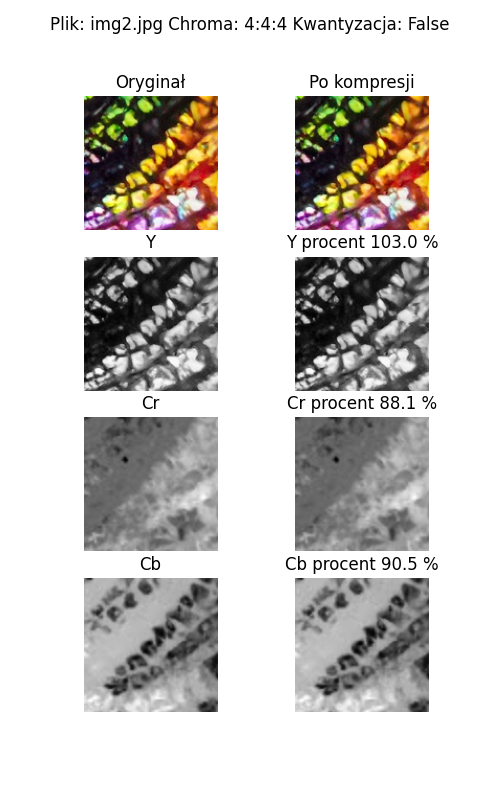 Plik: img2.jpg Chroma: 4:4:4 Kwantyzacja: False
Oryginał Po kompresji
Y Y procent 103.0 %
Cr Cr procent 88.1 %
Cb Cb procent 90.5 %